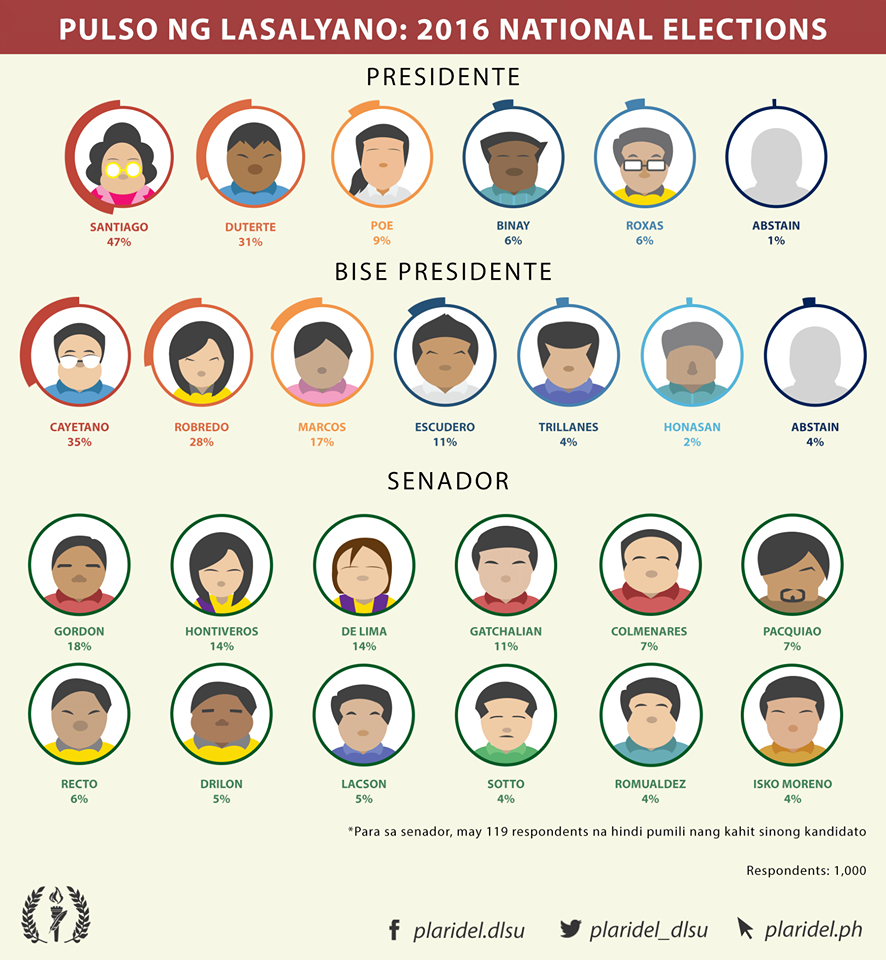 PULSO NG LASALYANO: 2016 NATIONAL ELECTIONS
PRESIDENTE
SANTIAGO DUTERTE POE BINAY ROXAS ABSTAIN
47% 31% 9% 6% 6% 1%
BISE PRESIDENTE
CAYETANO ROBREDO MARCOS ESCUDERO TRILLANES HONASAN ABSTAIN
35% 28% 17% 11% 4% 2% 4%
SENADOR
GORDON HONTIVEROS DE LIMA GATCHALIAN COLMENARES PACQUIAO
18% 14% 14% 11% 7% 7%
RECTO DRILON LACSON SOTTO ROMUALDEZ ISKO MORENO
6% 5% 5% 4% 4% 4%
*Para sa senador, may 119 respondents na hindi pumili nang kahit sinong kandidato
Respondents: 1,000
plaridel.dlsu plaridel_dlsu plaridel.ph